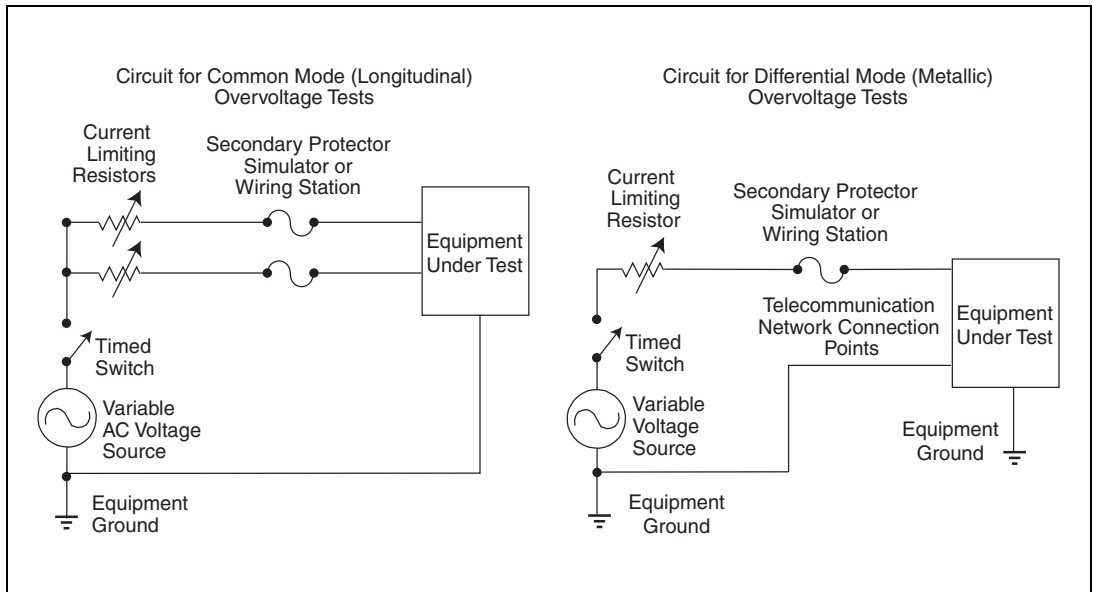 Circuit for Common Mode (Longitudinal)
Overvoltage Tests
Current
Limiting
Resistors
Secondary Protector
Simulator or
Wiring Station
Equipment
Under Test
Timed
Switch
Variable
AC Voltage
Source
Equipment
Ground
Circuit for Differential Mode (Metallic)
Overvoltage Tests
Current
Limiting
Resistor
Secondary Protector
Simulator or
Wiring Station
Telecommunication
Network Connection
Points
Equipment
Under Test
Timed
Switch
Variable
Voltage
Source
Equipment
Ground
Equipment
Ground